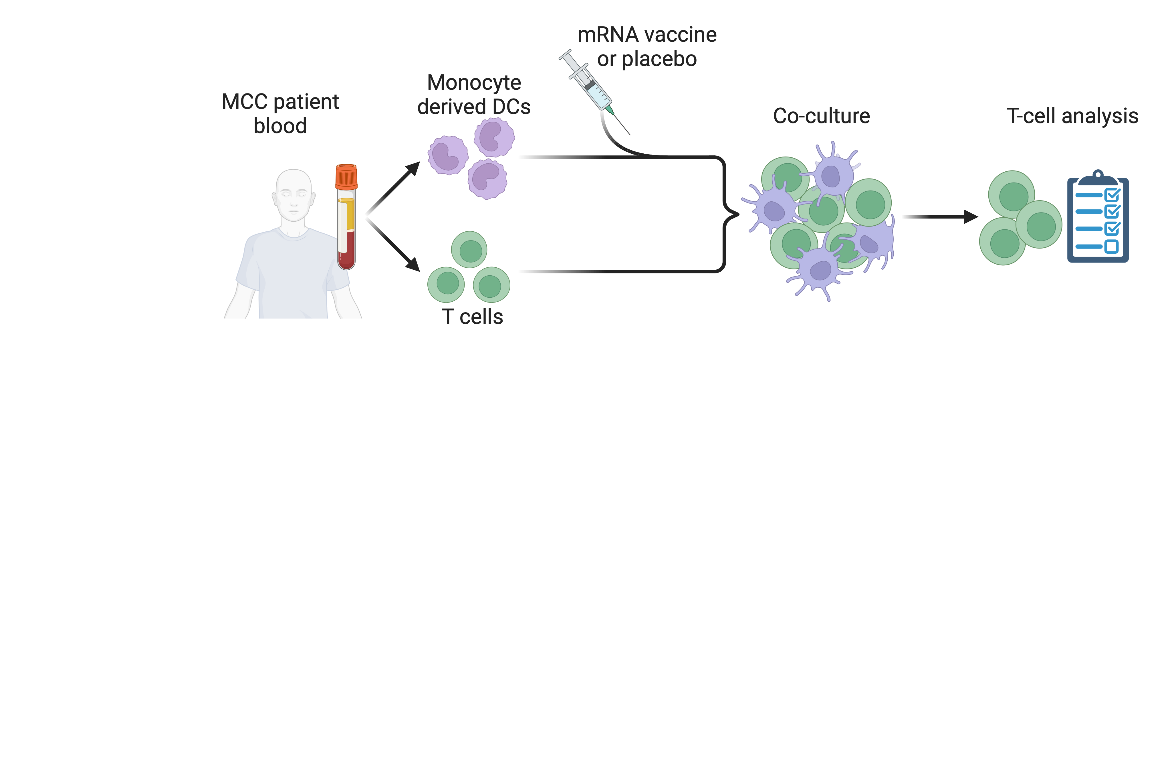 MCC patient
blood
Monocyte
derived DCs
T cells
mRNA vaccine
or placebo
Co-culture
T-cell analysis